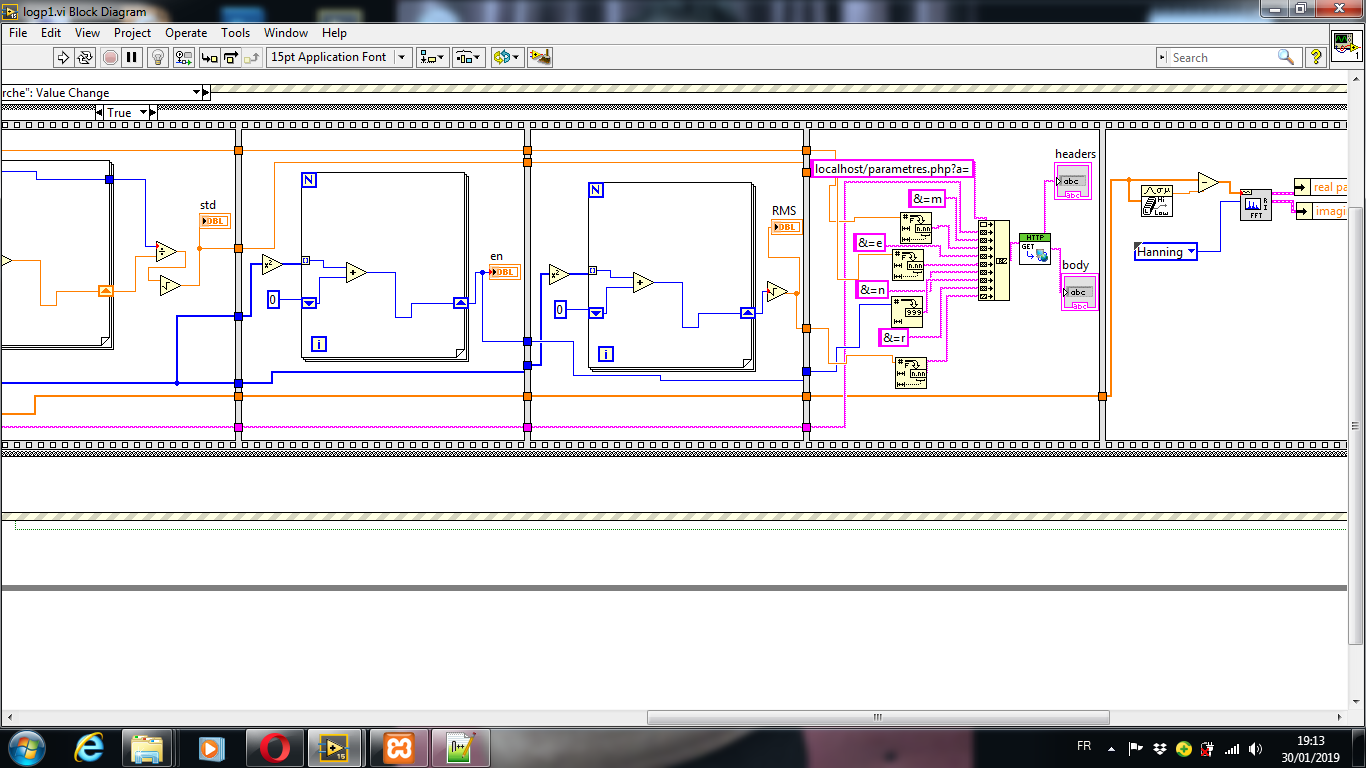 logp1.vi Block Diagram
File Edit View Project Operate Tools Window Help
15pt Application Font
Search
rche": Value Change
True
headers
localhost/parametres.php?a=
abc
abc
real pa
std
DBL
&=m
RMS
DBL
imagi
N
N
&=e
HTTP
GET
FFT
Hanning
en
DBL
body
abc
abc
0
0
&=n
999
&=r
i
i
FR
19:13
30/01/2019